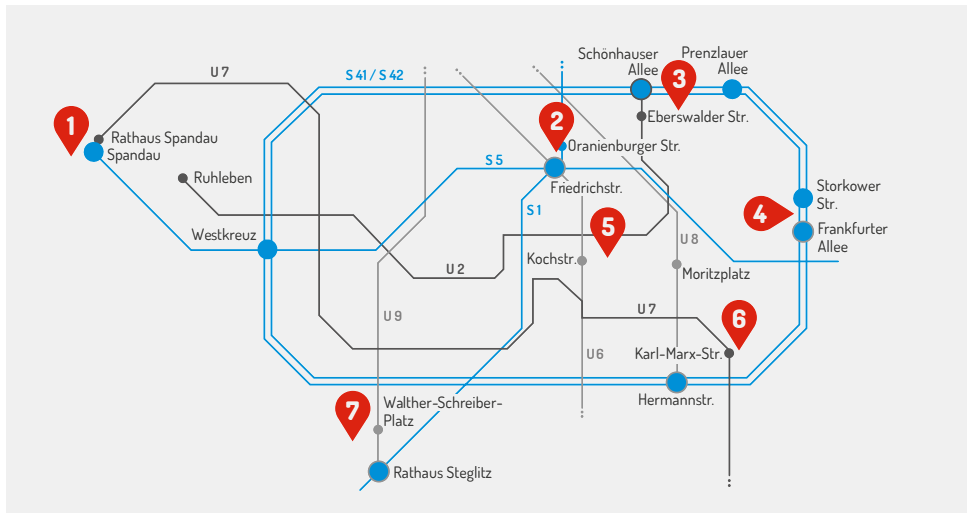 Schönhauser
Allee
Prenzlauer
Allee
U 7
S 41 / S 42
3
1
2
Eberswalder Str.
Rathaus Spandau
Spandau
Oranienburger Str.
S 5
Ruhleben
Friedrichstr.
Storkower
Str.
S 1
4
Westkreuz
5
U 8
Frankfurter
Allee
Kochstr.
U 2
Moritzplatz
U 9
U 7
6
U 6
Karl-Marx-Str.
Hermannstr.
7
Walther-Schreiber-
Platz
Rathaus Steglitz